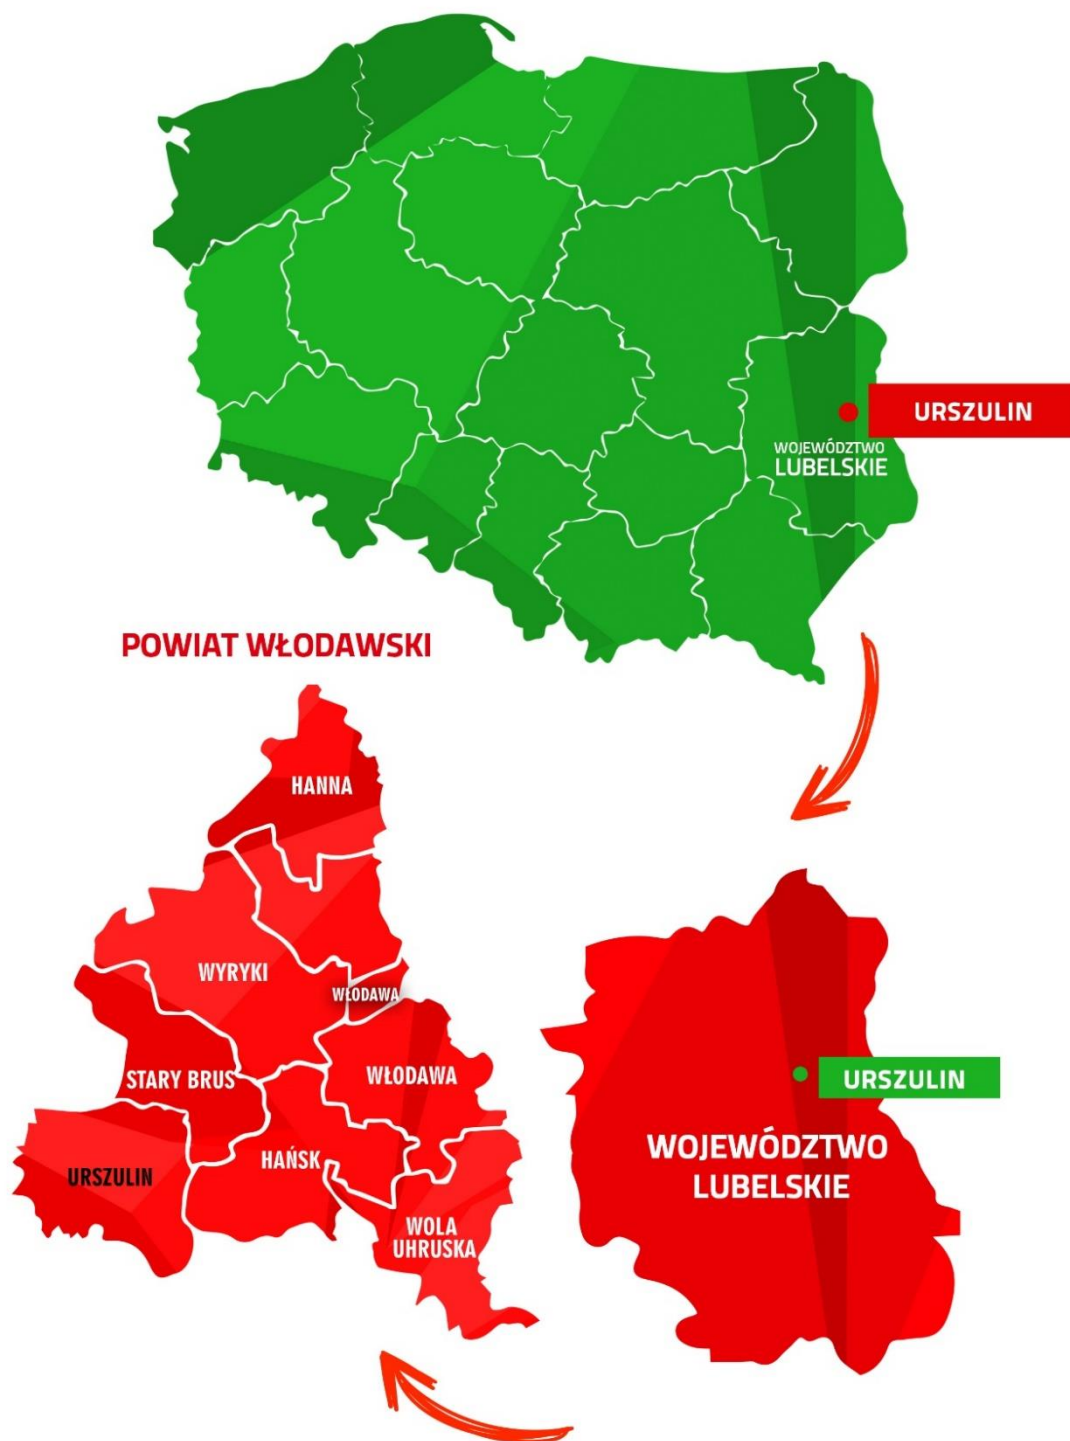 URSZULIN
WOJEWÓDZTWO
LUBELSKIE
POWIAT WŁODAWSKI
HANNA
WYRYKI
WŁODAWA
STARY BRUS
WŁODAWA
URSZULIN
HAŃSK
WOLA
UHRUSKA
URSZULIN
WOJEWÓDZTWO
LUBELSKIE